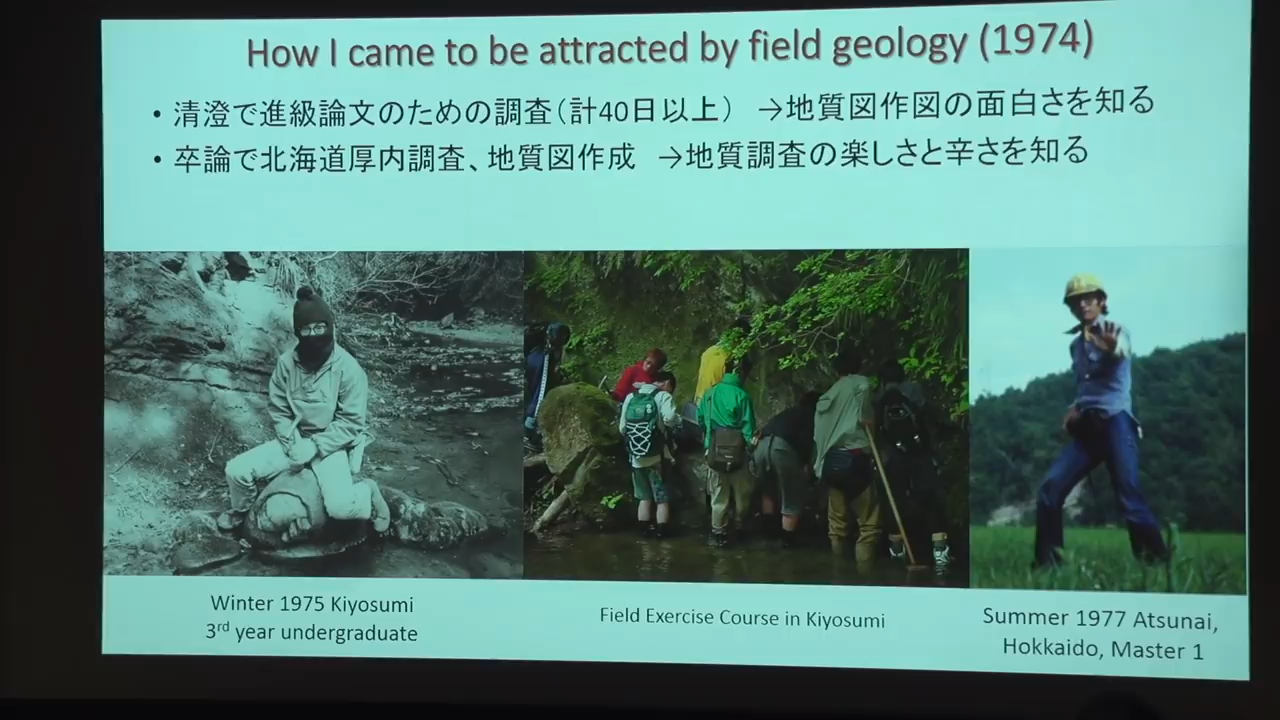 How I came to be attracted by field geology (1974)
• 清澄で進級論文のための調査（計40日以上）　→地質図作図の面白さを知る
• 卒論で北海道厚内調査、地質図作成　→地質調査の楽しさと辛さを知る
Winter 1975 Kiyosumi
3rd year undergraduate
Field Exercise Course in Kiyosumi
Summer 1977 Atsunai,
Hokkaido, Master 1